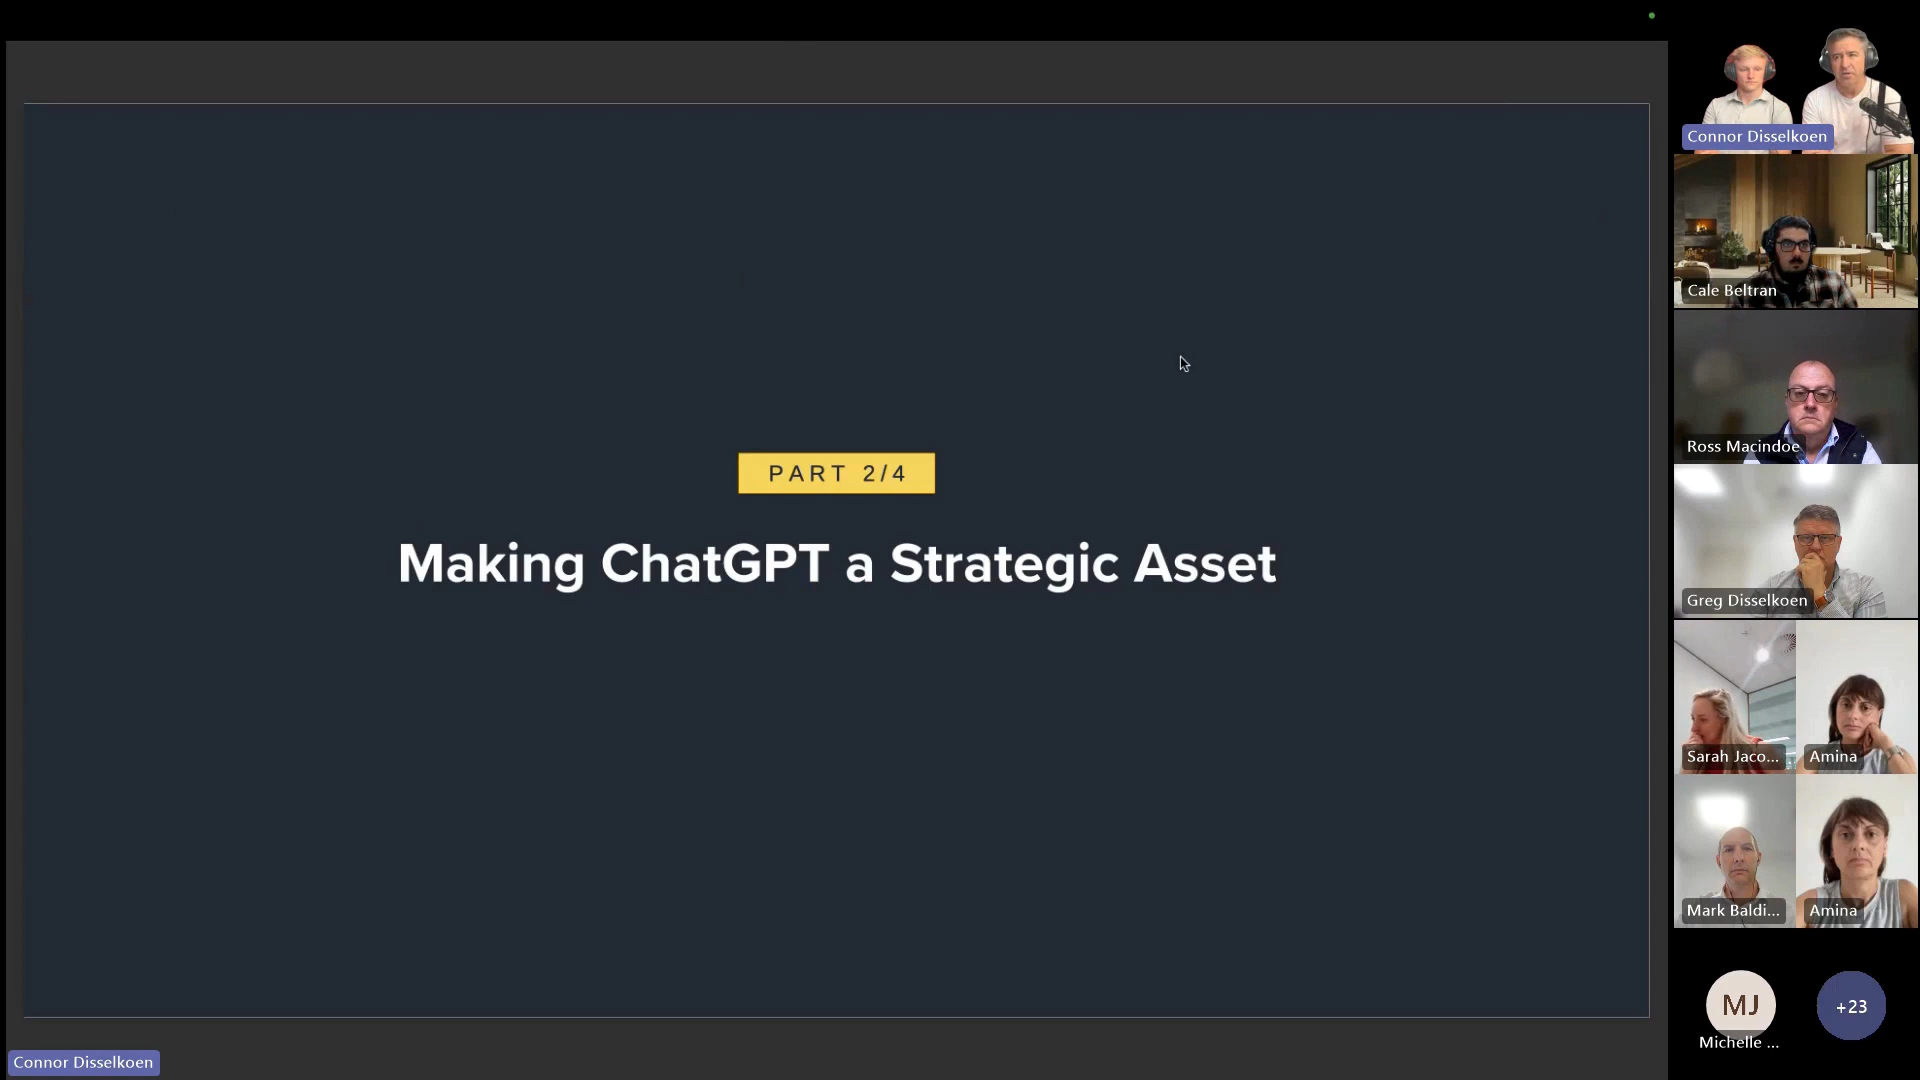 PART 2/4
Making ChatGPT a Strategic Asset
Connor Disselkoen
Connor Disselkoen
Cale Beltran
Ross Macindoe
Greg Disselkoen
Sarah Jaco...
Amina
Mark Baldi...
Amina
MJ
Michelle ...
+23